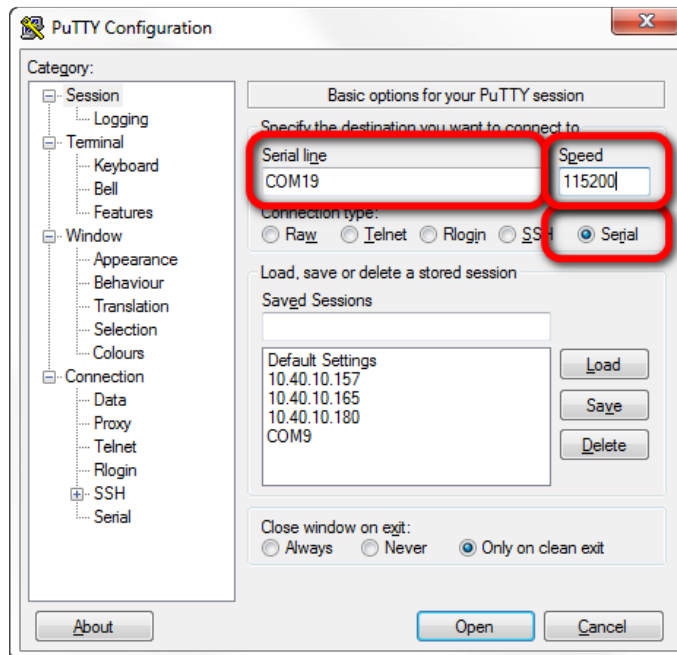 PuTTY Configuration
Category:
Session
Logging
Terminal
Keyboard
Bell
Features
Window
Appearance
Behaviour
Translation
Selection
Colours
Connection
Data
Proxy
Telnet
Rlogin
SSH
Serial
Basic options for your PuTTY session
Specify the destination you want to connect to
Serial line Speed
COM19 115200
Connection type:
Raw Telnet Rlogin SSH Serial
Load, save or delete a stored session
Saved Sessions
Default Settings
10.40.10.157
10.40.10.165
10.40.10.180
COM9
Load
Save
Delete
Close window on exit:
Always Never Only on clean exit
About Open Cancel